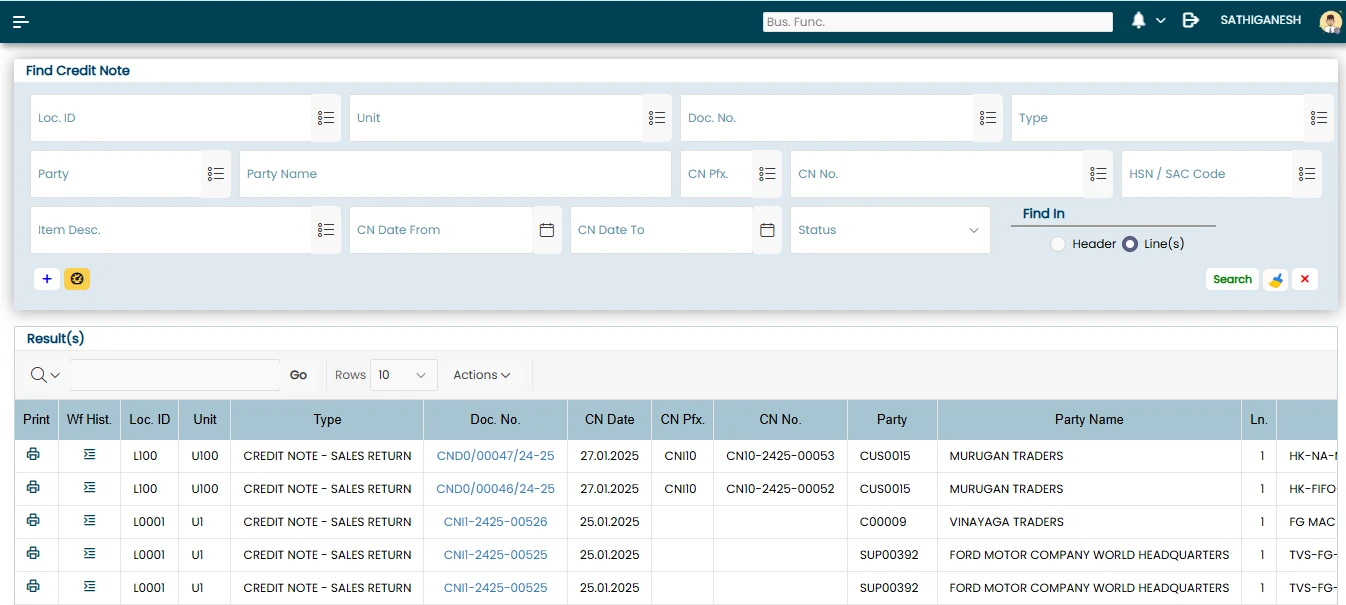 Bus. Func. SATHIGANESH
Find Credit Note
Loc. ID Unit Doc. No. Type
Party Party Name CN Pfx. CN No. HSN / SAC Code
Item Desc. CN Date From CN Date To Status Find In
Header Line(s)
+ Search ×
Result(s)
Go Rows 10 Actions
Print Wf Hist. Loc. ID Unit Type Doc. No. CN Date CN Pfx. CN No. Party Party Name Ln.
L100 U100 CREDIT NOTE - SALES RETURN CND0/00047/24-25 27.01.2025 CNI10 CN10-2425-00053 CUS0015 MURUGAN TRADERS 1 HK-NA-
L100 U100 CREDIT NOTE - SALES RETURN CND0/00046/24-25 27.01.2025 CNI10 CN10-2425-00052 CUS0015 MURUGAN TRADERS 1 HK-FIFO
L0001 U1 CREDIT NOTE - SALES RETURN CNI1-2425-00526 25.01.2025 C00009 VINAYAGA TRADERS 1 FG MAC
L0001 U1 CREDIT NOTE - SALES RETURN CNI1-2425-00525 25.01.2025 SUP00392 FORD MOTOR COMPANY WORLD HEADQUARTERS 1 TVS-FG-
L0001 U1 CREDIT NOTE - SALES RETURN CNI1-2425-00525 25.01.2025 SUP00392 FORD MOTOR COMPANY WORLD HEADQUARTERS 1 TVS-FG-